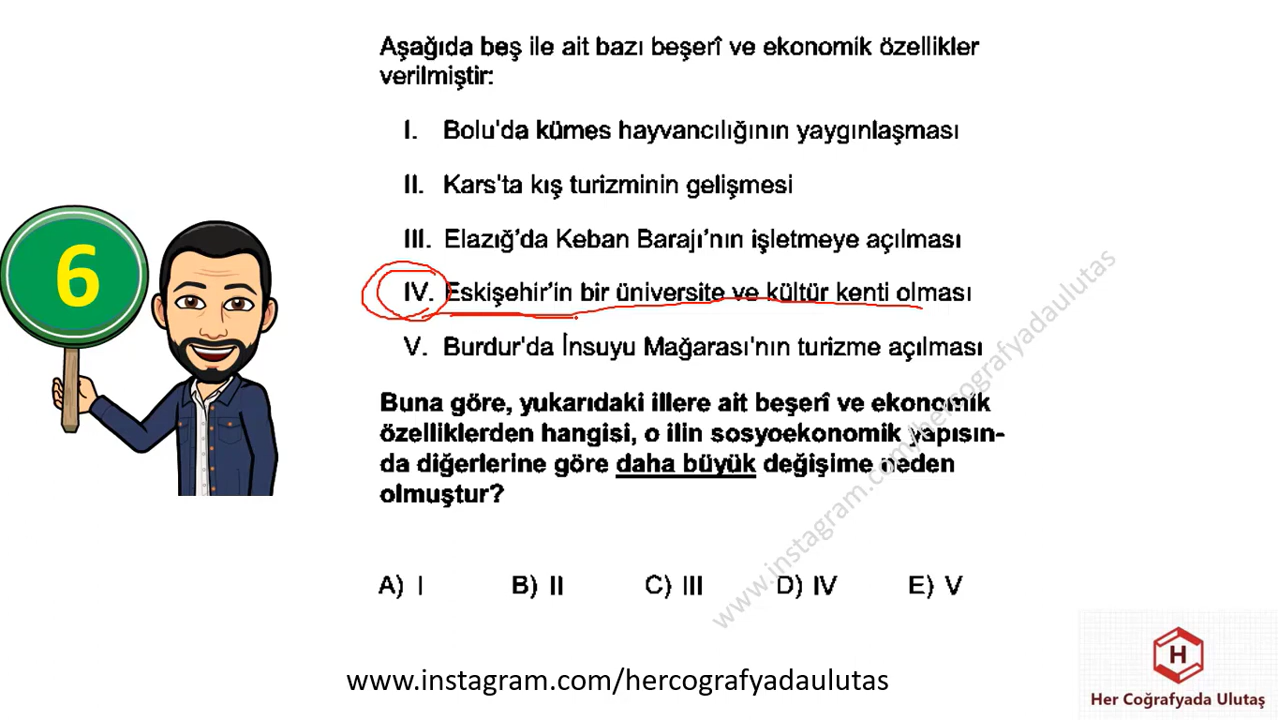 Aşağıda beş ile ait bazı beşerî ve ekonomik özellikler
verilmiştir:
I. Bolu'da kümes hayvancılığının yaygınlaşması
II. Kars'ta kış turizminin gelişmesi
III. Elazığ'da Keban Barajı'nın işletmeye açılması
IV. Eskişehir'in bir üniversite ve kültür kenti olması
V. Burdur'da İnsuyu Mağarası'nın turizme açılması
Buna göre, yukarıdaki illere ait beşerî ve ekonomik
özelliklerden hangisi, o ilin sosyoekonomik yapısın-
da diğerlerine göre daha büyük değişime neden
olmuştur?
A) I B) II C) III D) IV E) V
6
www.instagram.com/hercografyadaulutas
www.instagram.com/hercografyadaulutas
H
Her Coğrafyada Ulutaş